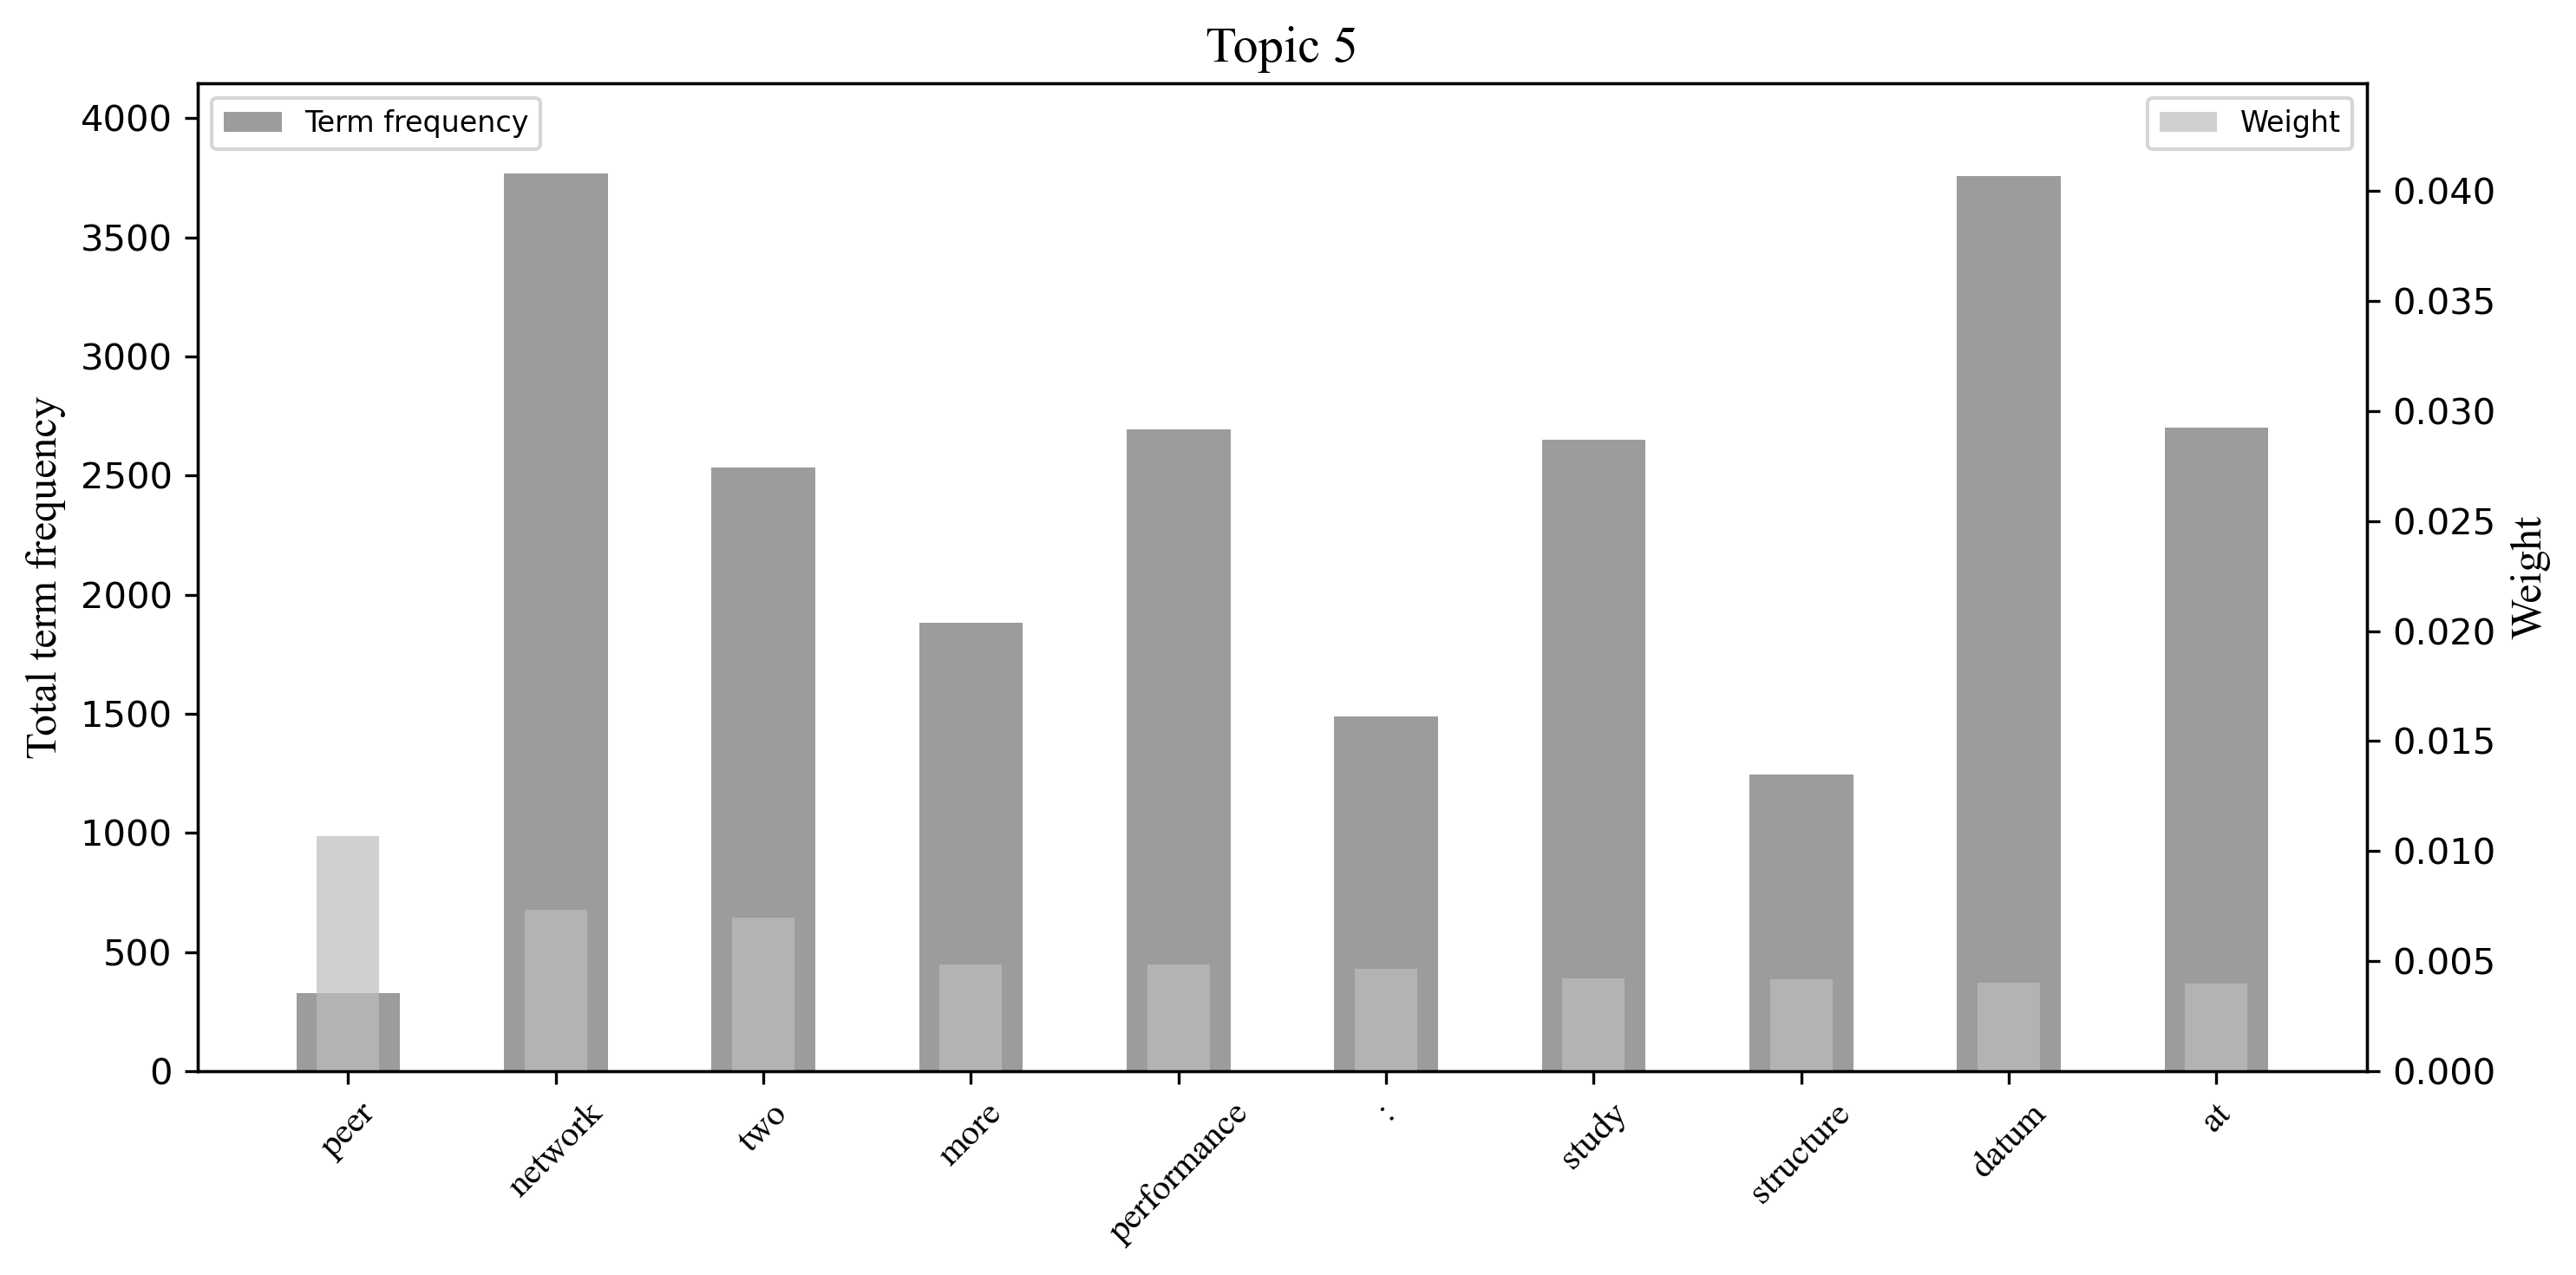 Topic 5
Term frequency
Weight
Total term frequency
4000
3500
3000
2500
2000
1500
1000
500
0
0.040
0.035
0.030
0.025
0.020
0.015
0.010
0.005
0.000
Weight
peer
network
two
more
performance
:
study
structure
datum
at